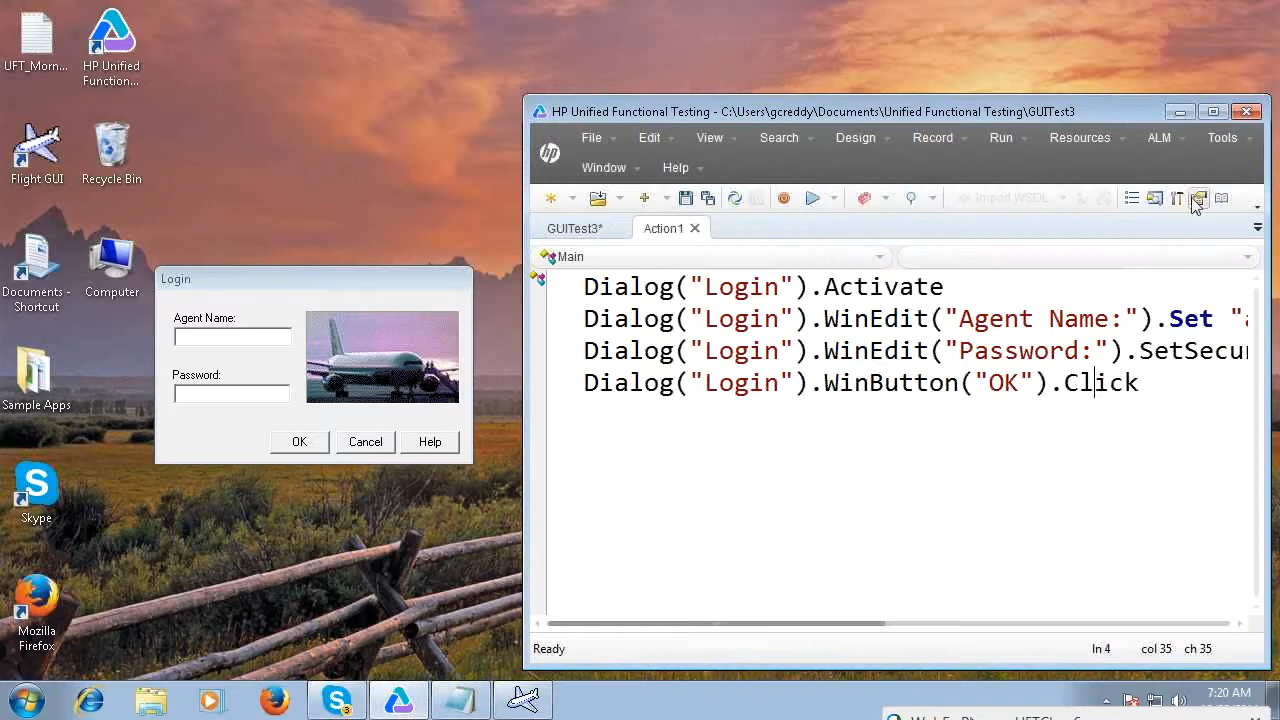 UFT_Morn...
HP Unified
Function...
Flight GUI
Recycle Bin
Documents -
Shortcut
Computer
Sample Apps
Skype
Mozilla
Firefox
Login
Agent Name:
Password:
OK
Cancel
Help
HP Unified Functional Testing - C:\Users\gcreddy\Documents\Unified Functional Testing\GUITest3
hp
File Edit View Search Design Record Run Resources ALM Tools
Window Help
Import WSDL
GUITest3* Action1
Main
Dialog("Login").Activate
Dialog("Login").WinEdit("Agent Name:").Set "a
Dialog("Login").WinEdit("Password:").SetSecu
Dialog("Login").WinButton("OK").Click
Ready
ln 4 col 35 ch 35
S 3
7:20 AM